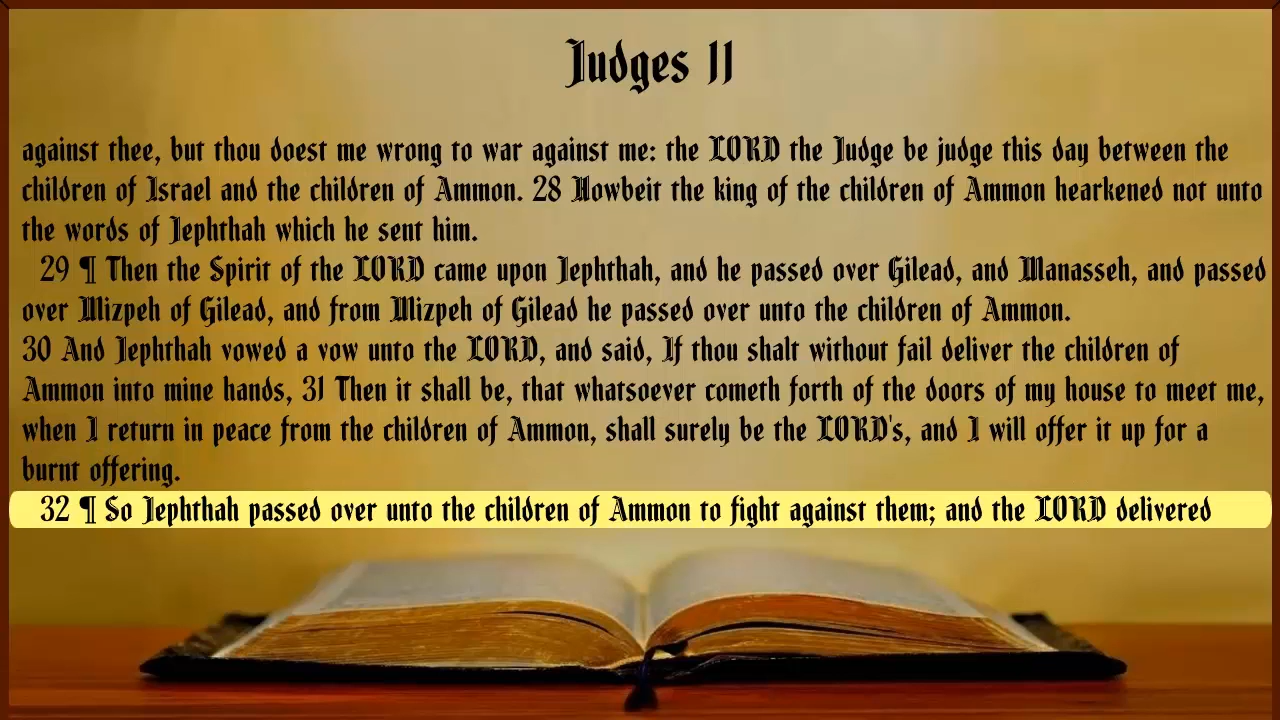 Judges 11
against thee, but thou doest me wrong to war against me: the LORD the Judge be judge this day between the
children of Israel and the children of Ammon. 28 Howbeit the king of the children of Ammon hearkened not unto
the words of Jephthah which he sent him.
29 ¶ Then the Spirit of the LORD came upon Jephthah, and he passed over Gilead, and Manasseh, and passed
over Mizpeh of Gilead, and from Mizpeh of Gilead he passed over unto the children of Ammon.
30 And Jephthah vowed a vow unto the LORD, and said, If thou shalt without fail deliver the children of
Ammon into mine hands, 31 Then it shall be, that whatsoever cometh forth of the doors of my house to meet me,
when I return in peace from the children of Ammon, shall surely be the LORD's, and I will offer it up for a
burnt offering.
32 ¶ So Jephthah passed over unto the children of Ammon to fight against them; and the LORD delivered